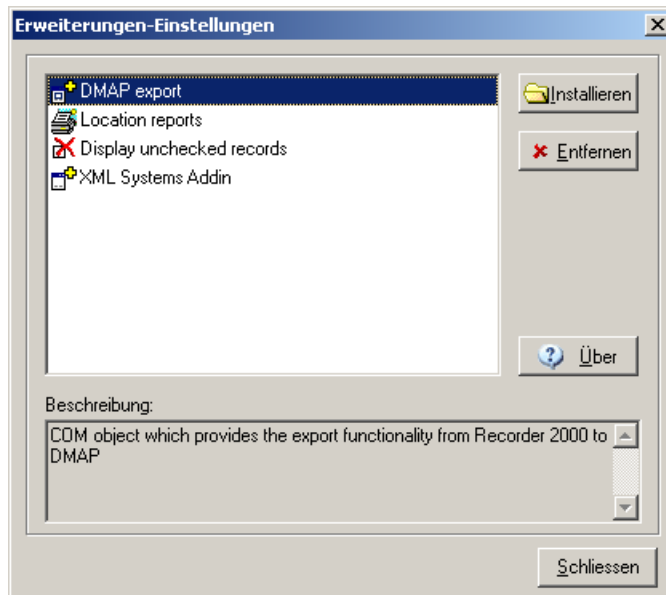 Erweiterungen-Einstellungen
DMAP export
Location reports
Display unchecked records
XML Systems Addin
Installieren
Entfernen
Über
Beschreibung:
COM object which provides the export functionality from Recorder 2000 to
DMAP
Schliessen